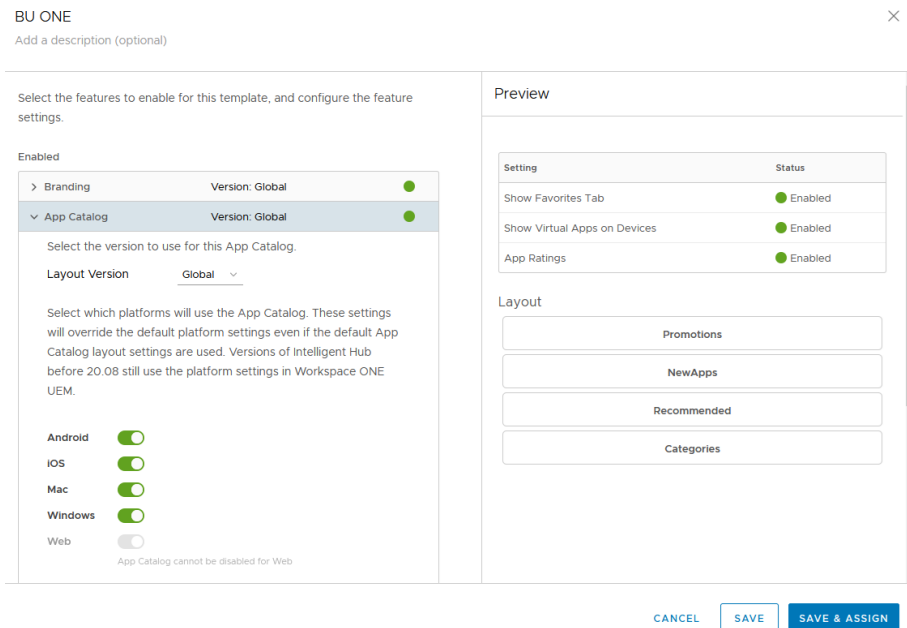 BU ONE
Add a description (optional)
Select the features to enable for this template, and configure the feature
settings.
Enabled
Branding Version: Global
App Catalog Version: Global
Select the version to use for this App Catalog.
Layout Version Global
Select which platforms will use the App Catalog. These settings
will override the default platform settings even if the default App
Catalog layout settings are used. Versions of Intelligent Hub
before 20.08 still use the platform settings in Workspace ONE
UEM.
Android
iOS
Mac
Windows
Web
App Catalog cannot be disabled for Web
Preview
Setting Status
Show Favorites Tab Enabled
Show Virtual Apps on Devices Enabled
App Ratings Enabled
Layout
Promotions
NewApps
Recommended
Categories
CANCEL SAVE SAVE & ASSIGN